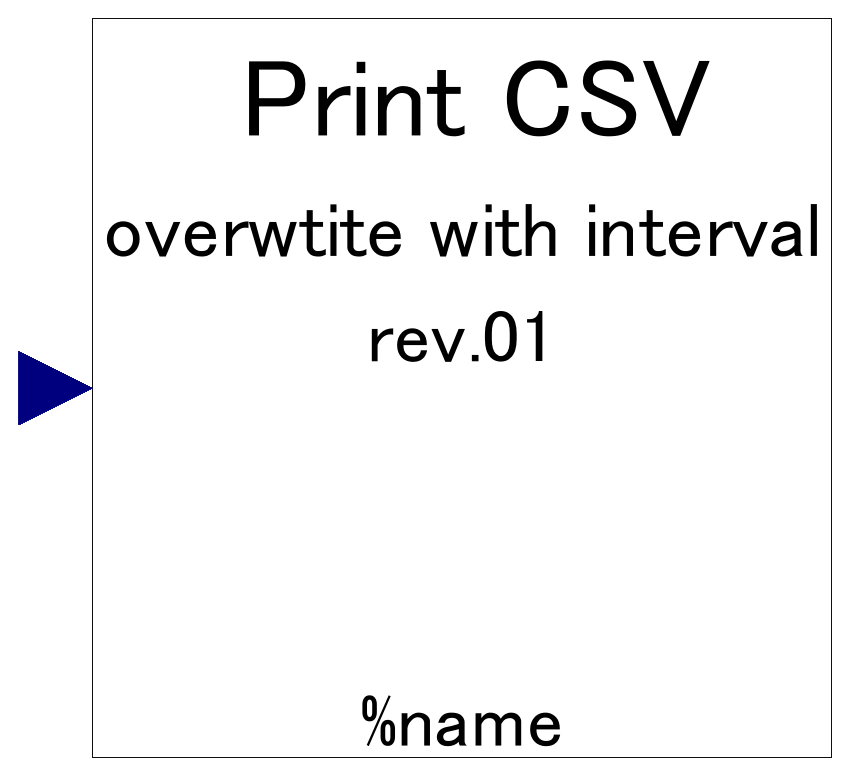 Print CSV
overwtite with interval
rev.01
%name